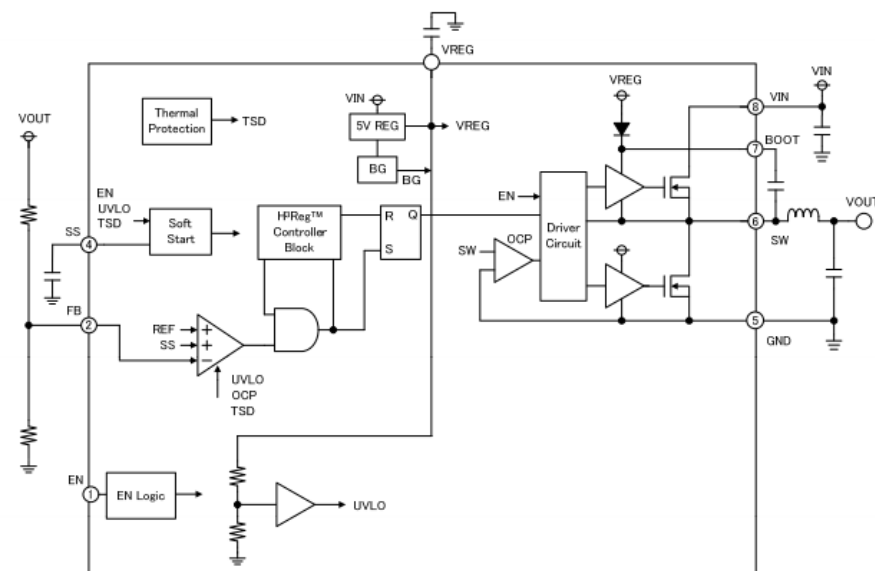 VREG
VOUT
Thermal
Protection
TSD
VIN
5V REG
VREG
BG
BG
VREG
VIN
8
VIN
7
BOOT
EN
UVLO
TSD
Soft
Start
SS
4
H³Reg™
Controller
Block
R
Q
S
EN
Driver
Circuit
SW
OCP
6
SW
VOUT
FB
2
REF
SS
+
+
−
UVLO
OCP
TSD
5
GND
EN
1
EN Logic
UVLO